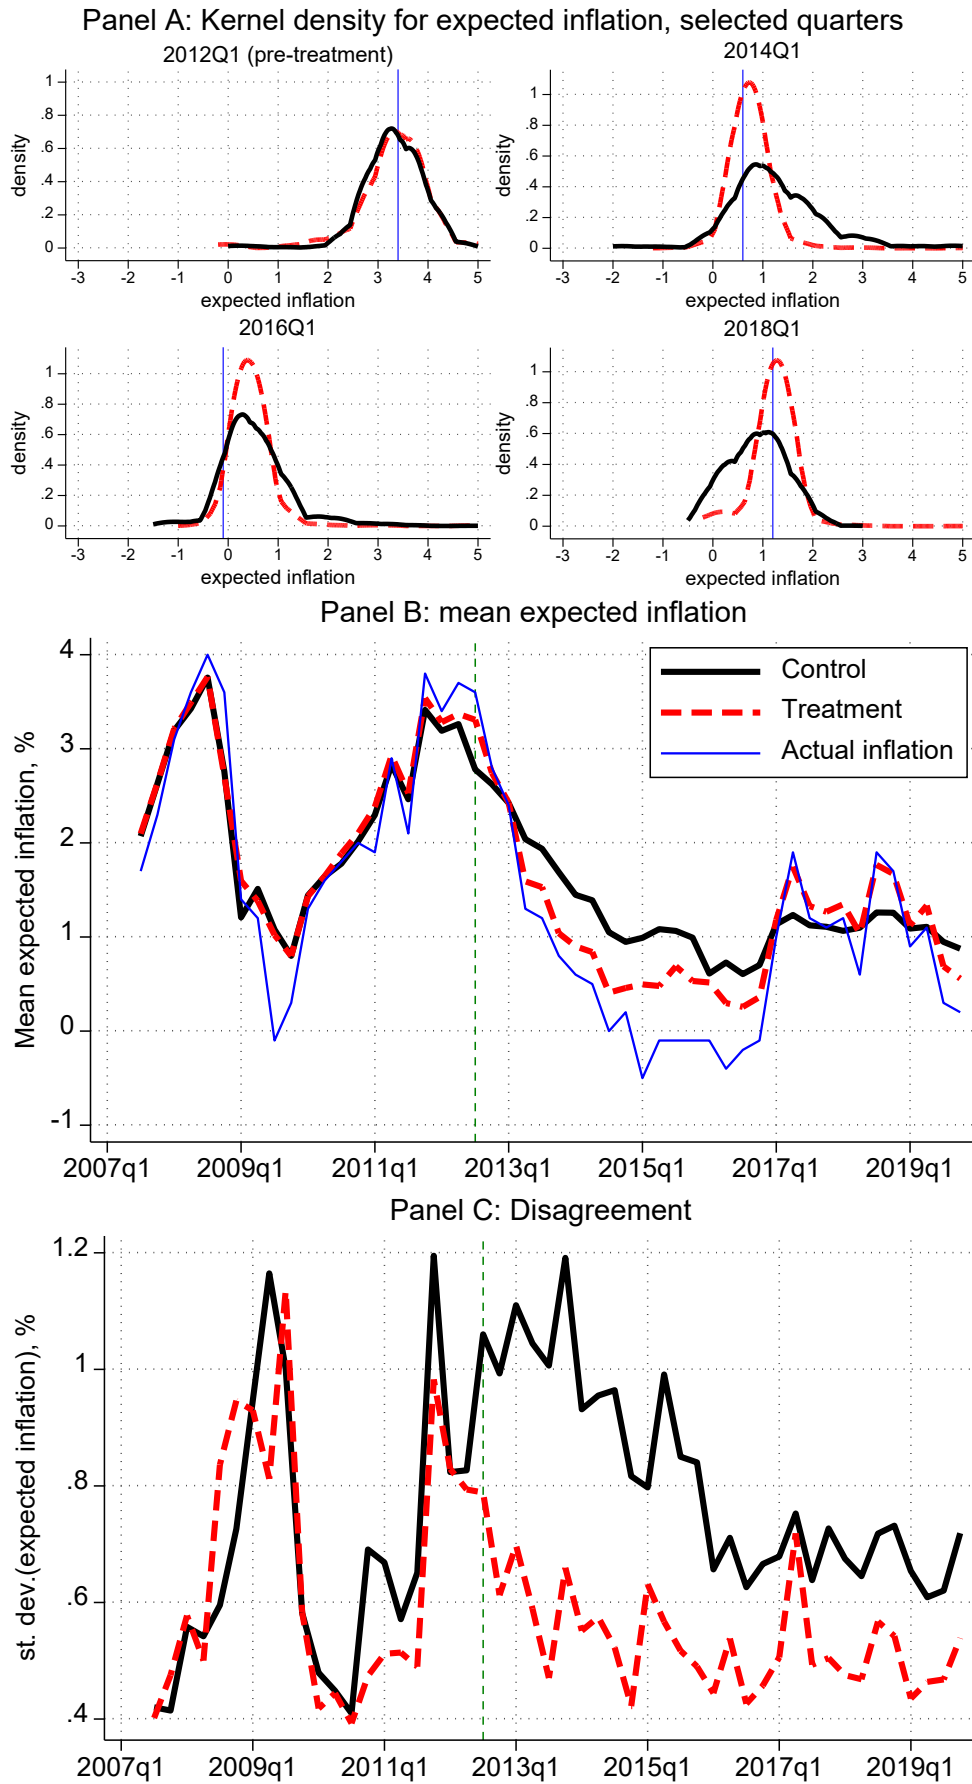 Panel A: Kernel density for expected inflation, selected quarters
2012Q1 (pre-treatment)
density
1
.8
.6
.4
.2
0
-3 -2 -1 0 1 2 3 4 5
expected inflation
2014Q1
density
1
.8
.6
.4
.2
0
-3 -2 -1 0 1 2 3 4 5
expected inflation
2016Q1
density
1
.8
.6
.4
.2
0
-3 -2 -1 0 1 2 3 4 5
expected inflation
2018Q1
density
1
.8
.6
.4
.2
0
-3 -2 -1 0 1 2 3 4 5
expected inflation
Panel B: mean expected inflation
Mean expected inflation, %
4
3
2
1
0
-1
Control
Treatment
Actual inflation
2007q1 2009q1 2011q1 2013q1 2015q1 2017q1 2019q1
Panel C: Disagreement
st. dev.(expected inflation), %
1.2
1
.8
.6
.4
2007q1 2009q1 2011q1 2013q1 2015q1 2017q1 2019q1